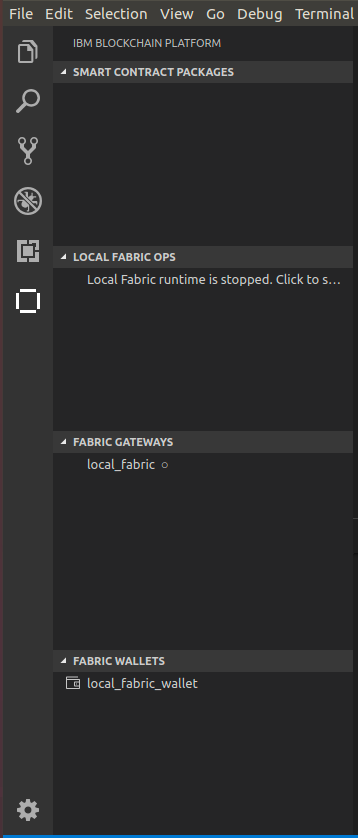 File Edit Selection View Go Debug Terminal
IBM BLOCKCHAIN PLATFORM
SMART CONTRACT PACKAGES
LOCAL FABRIC OPS
Local Fabric runtime is stopped. Click to s...
FABRIC GATEWAYS
local_fabric ○
FABRIC WALLETS
local_fabric_wallet